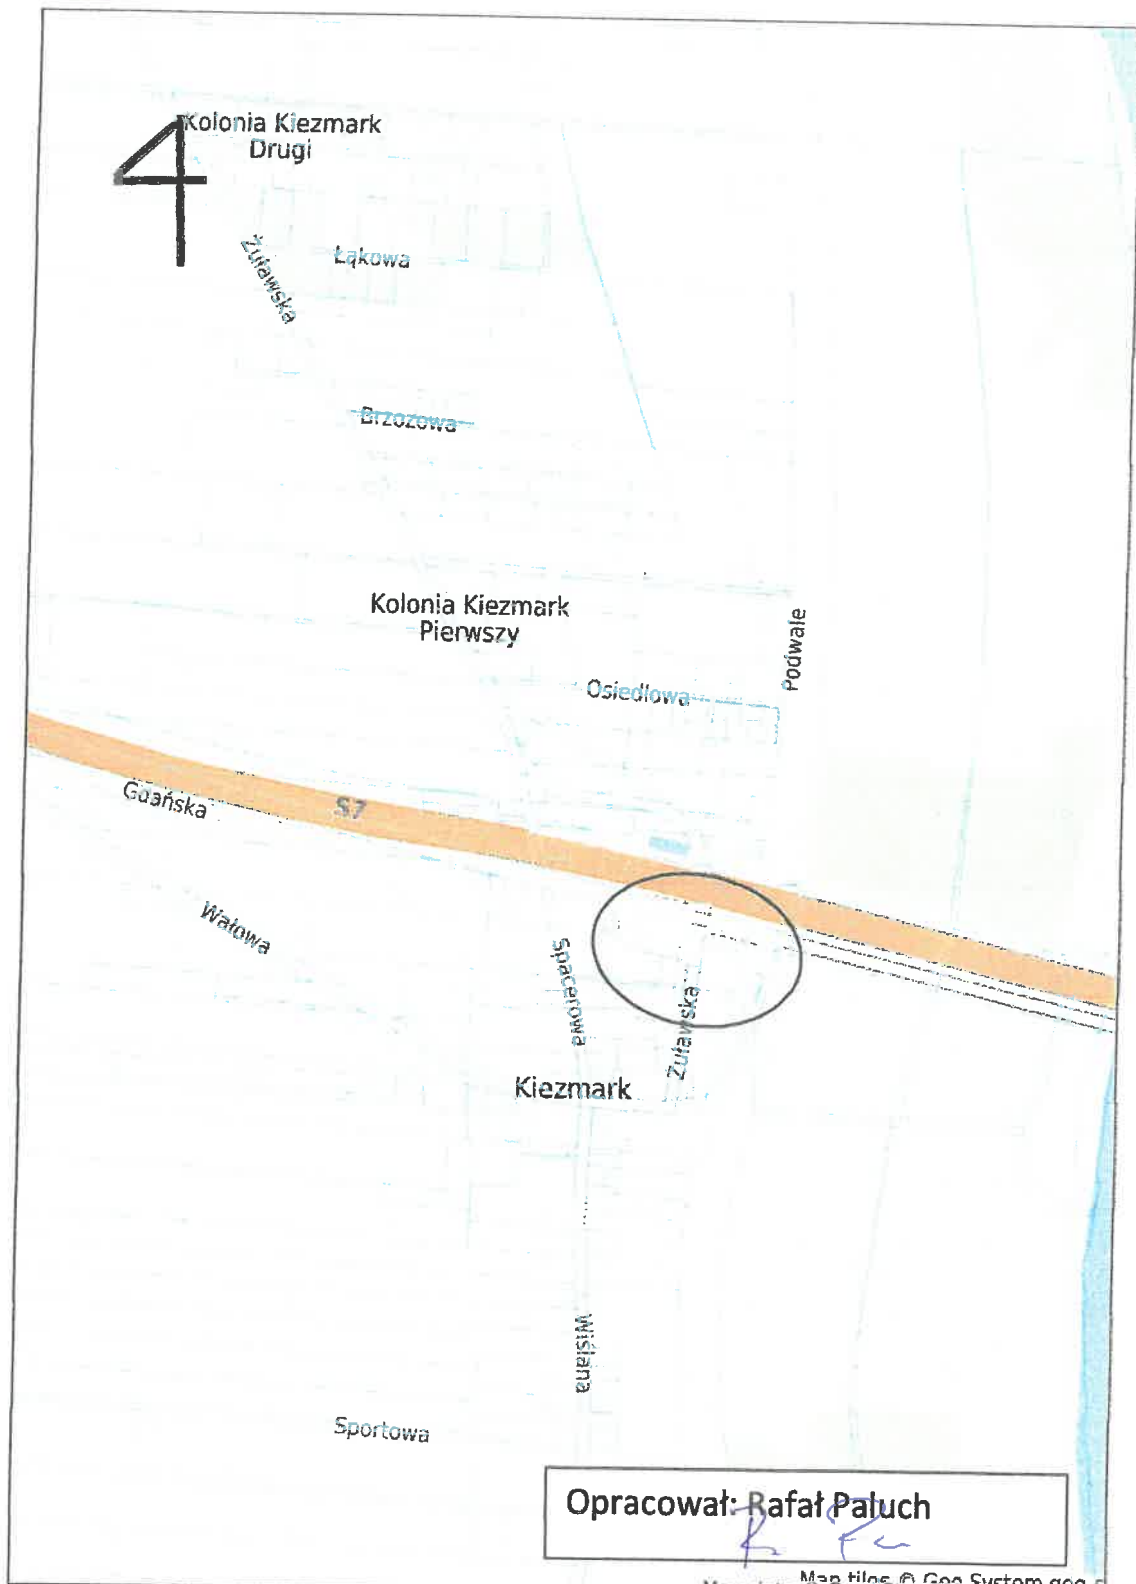 Kolonia Kiezmark
Drugi
Żuławska
Łąkowa
Brzozowa
Kolonia Kiezmark
Pierwszy
Podwale
Osiedlowa
Gdańska
S7
Wałowa
Spacerowa
Żuławska
Kiezmark
Wiślana
Sportowa
Opracował: Rafał Paluch
Map tiles © Geo System